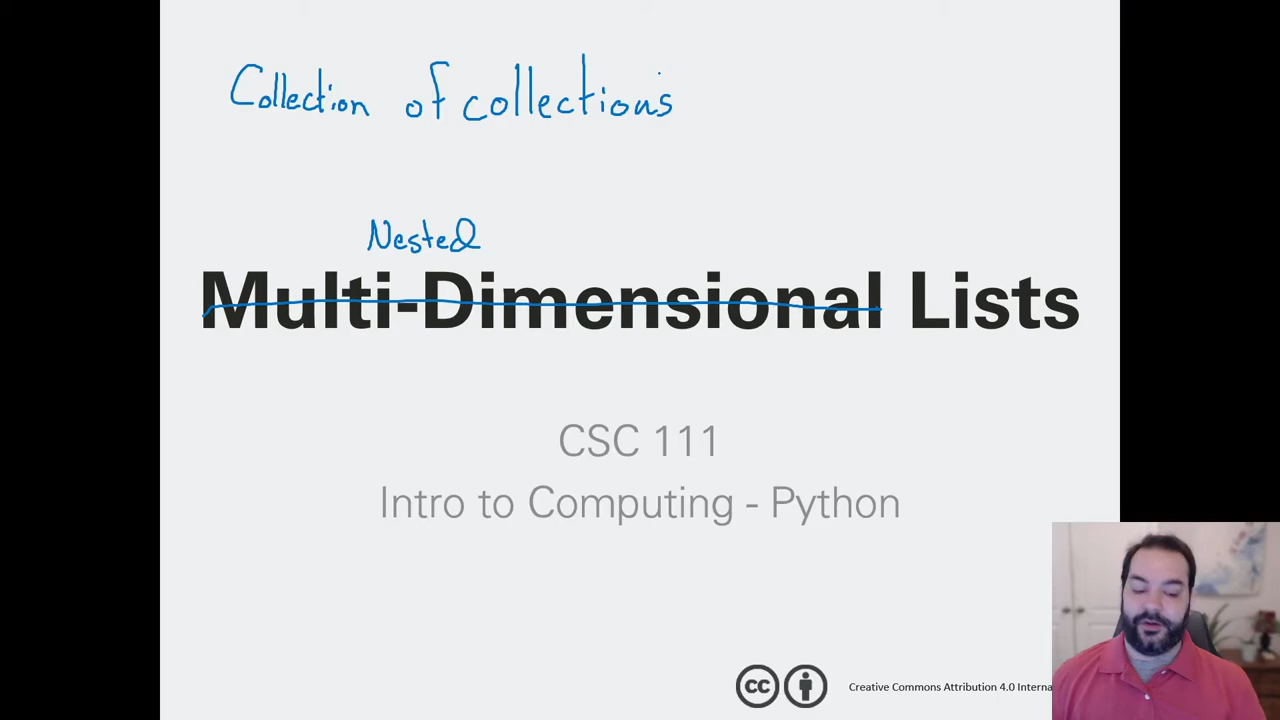 Collection of collections
Nested
Multi-Dimensional Lists
CSC 111
Intro to Computing - Python
cc
Creative Commons Attribution 4.0 Interna